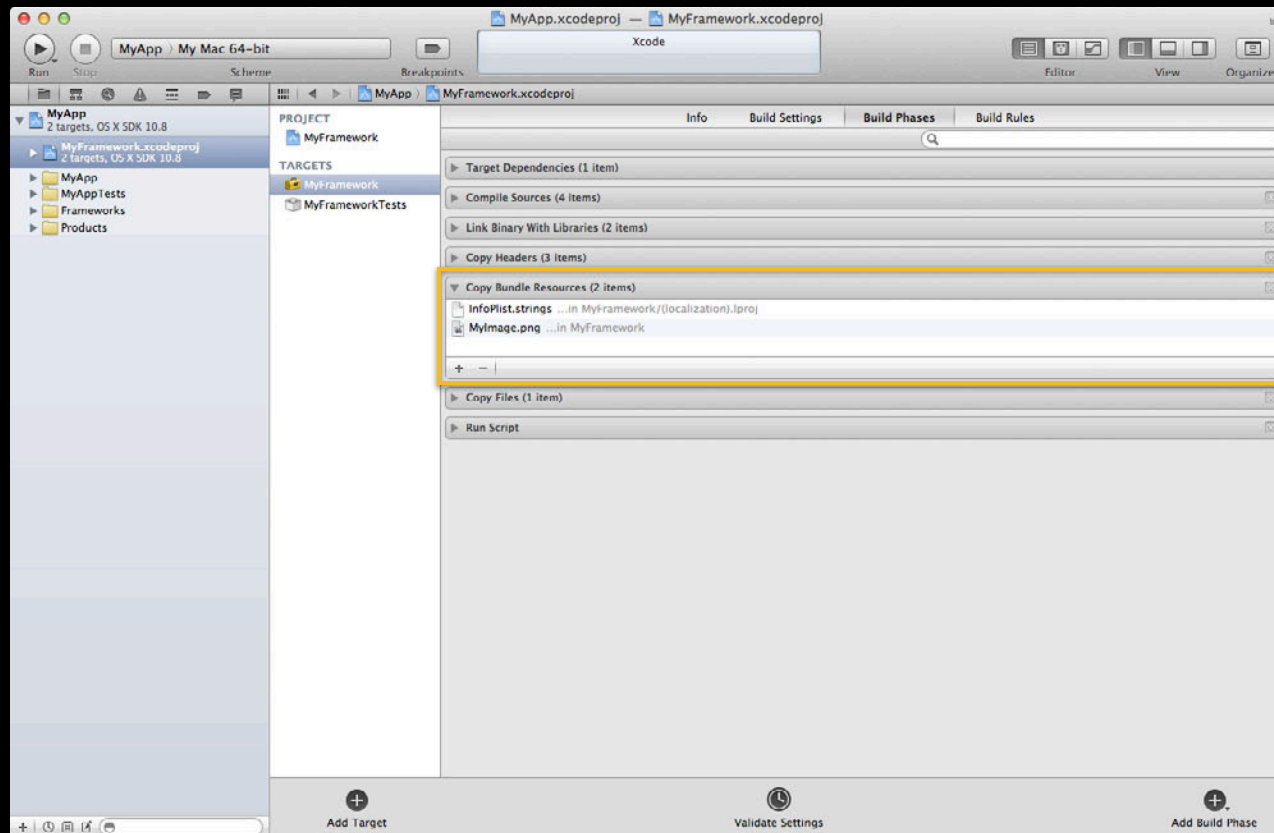 MyApp.xcodeproj — MyFramework.xcodeproj
MyApp › My Mac 64-bit
Xcode
Run Stop Scheme Breakpoints Editor View Organize
MyApp › MyFramework.xcodeproj
MyApp
2 targets, OS X SDK 10.8
MyFramework.xcodeproj
2 targets, OS X SDK 10.8
MyApp
MyAppTests
Frameworks
Products
PROJECT
MyFramework
TARGETS
MyFramework
MyFrameworkTests
Info Build Settings Build Phases Build Rules
Target Dependencies (1 item)
Compile Sources (4 items)
Link Binary With Libraries (2 items)
Copy Headers (3 items)
Copy Bundle Resources (2 items)
InfoPlist.strings ...in MyFramework/(localization).lproj
MyImage.png ...in MyFramework
Copy Files (1 item)
Run Script
Add Target Validate Settings Add Build Phase